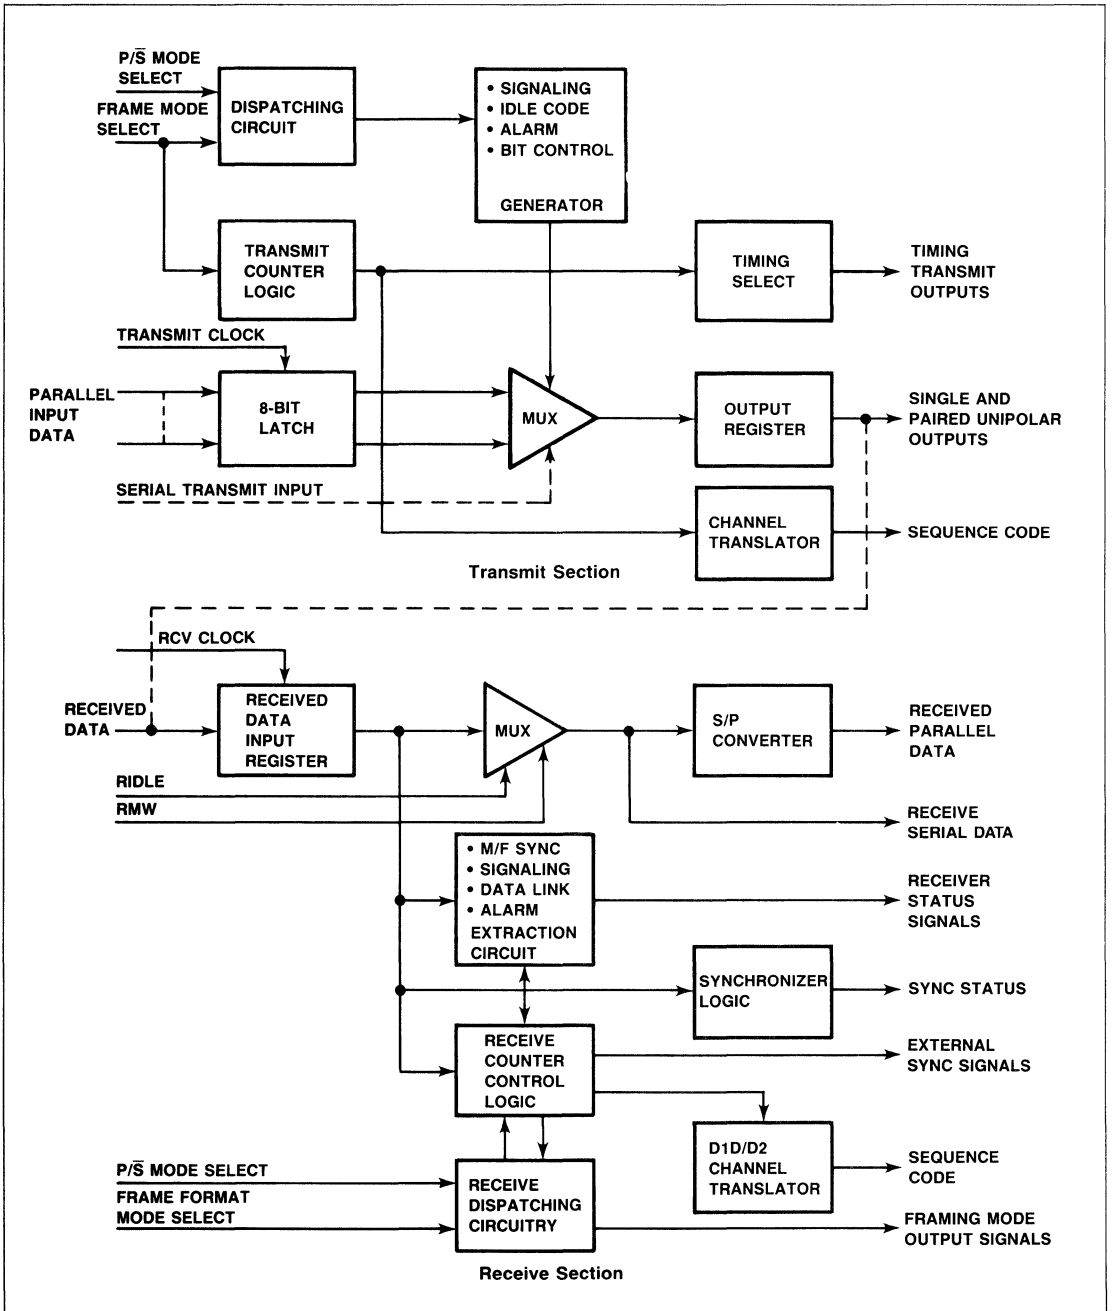 P/S̅ MODE
SELECT
FRAME MODE
SELECT
DISPATCHING
CIRCUIT
• SIGNALING
• IDLE CODE
• ALARM
• BIT CONTROL
GENERATOR
TRANSMIT
COUNTER
LOGIC
TIMING
SELECT
TIMING
TRANSMIT
OUTPUTS
TRANSMIT CLOCK
PARALLEL
INPUT
DATA
8-BIT
LATCH
MUX
OUTPUT
REGISTER
SINGLE AND
PAIRED UNIPOLAR
OUTPUTS
SERIAL TRANSMIT INPUT
CHANNEL
TRANSLATOR
SEQUENCE CODE
Transmit Section
RCV CLOCK
RECEIVED
DATA
RECEIVED
DATA
INPUT
REGISTER
MUX
S/P
CONVERTER
RECEIVED
PARALLEL
DATA
RIDLE
RMW
RECEIVE
SERIAL DATA
• M/F SYNC
• SIGNALING
• DATA LINK
• ALARM
EXTRACTION
CIRCUIT
RECEIVER
STATUS
SIGNALS
SYNCHRONIZER
LOGIC
SYNC STATUS
RECEIVE
COUNTER
CONTROL
LOGIC
EXTERNAL
SYNC SIGNALS
D1D/D2
CHANNEL
TRANSLATOR
SEQUENCE
CODE
P/S̅ MODE SELECT
FRAME FORMAT
MODE SELECT
RECEIVE
DISPATCHING
CIRCUITRY
FRAMING MODE
OUTPUT SIGNALS
Receive Section